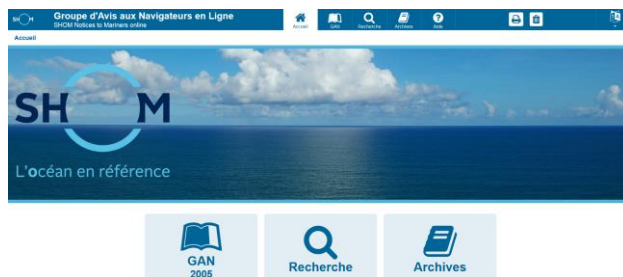 SHOM
Groupe d'Avis aux Navigateurs en Ligne
SHOM Notices to Mariners online
Accueil
GAN
Recherche
Archives
Aide
Accueil
SHOM
L'océan en référence
GAN
2005
Recherche
Archives